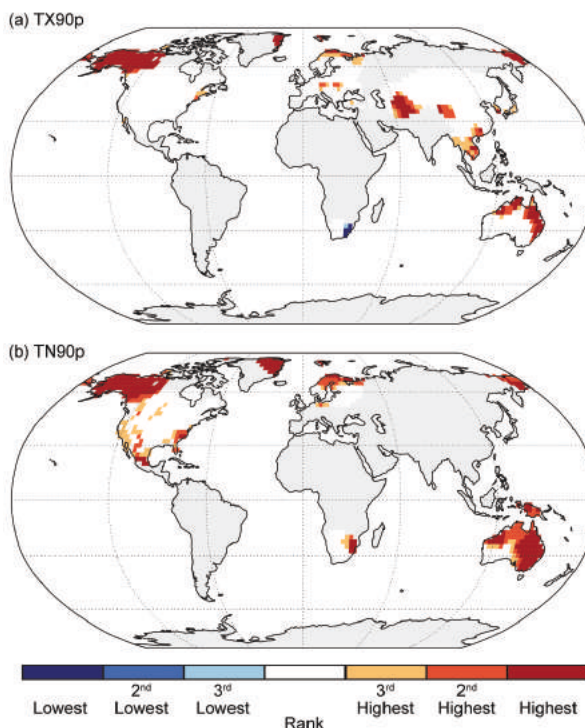 (a) TX90p
(b) TN90p
2nd 3rd 3rd 2nd
Lowest Lowest Lowest Highest Highest Highest
Rank